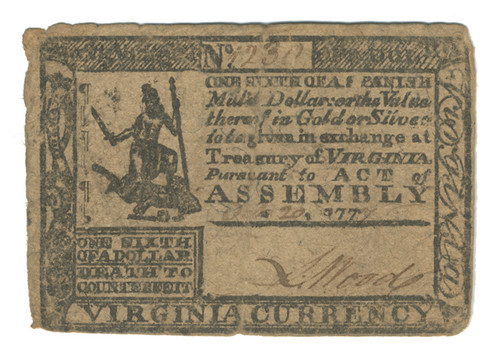 No.
ONE SIXTH OF A SPANISH
Mill'd Dollar: or the Value
thereof in Gold or Silver
to be given in exchange at
Treasury of VIRGINIA.
Pursuant to ACT of
ASSEMBLY
20, 177
ONE SIXTH
OF A DOLLAR
DEATH TO
COUNTERFEIT
VIRGINIA CURRENCY